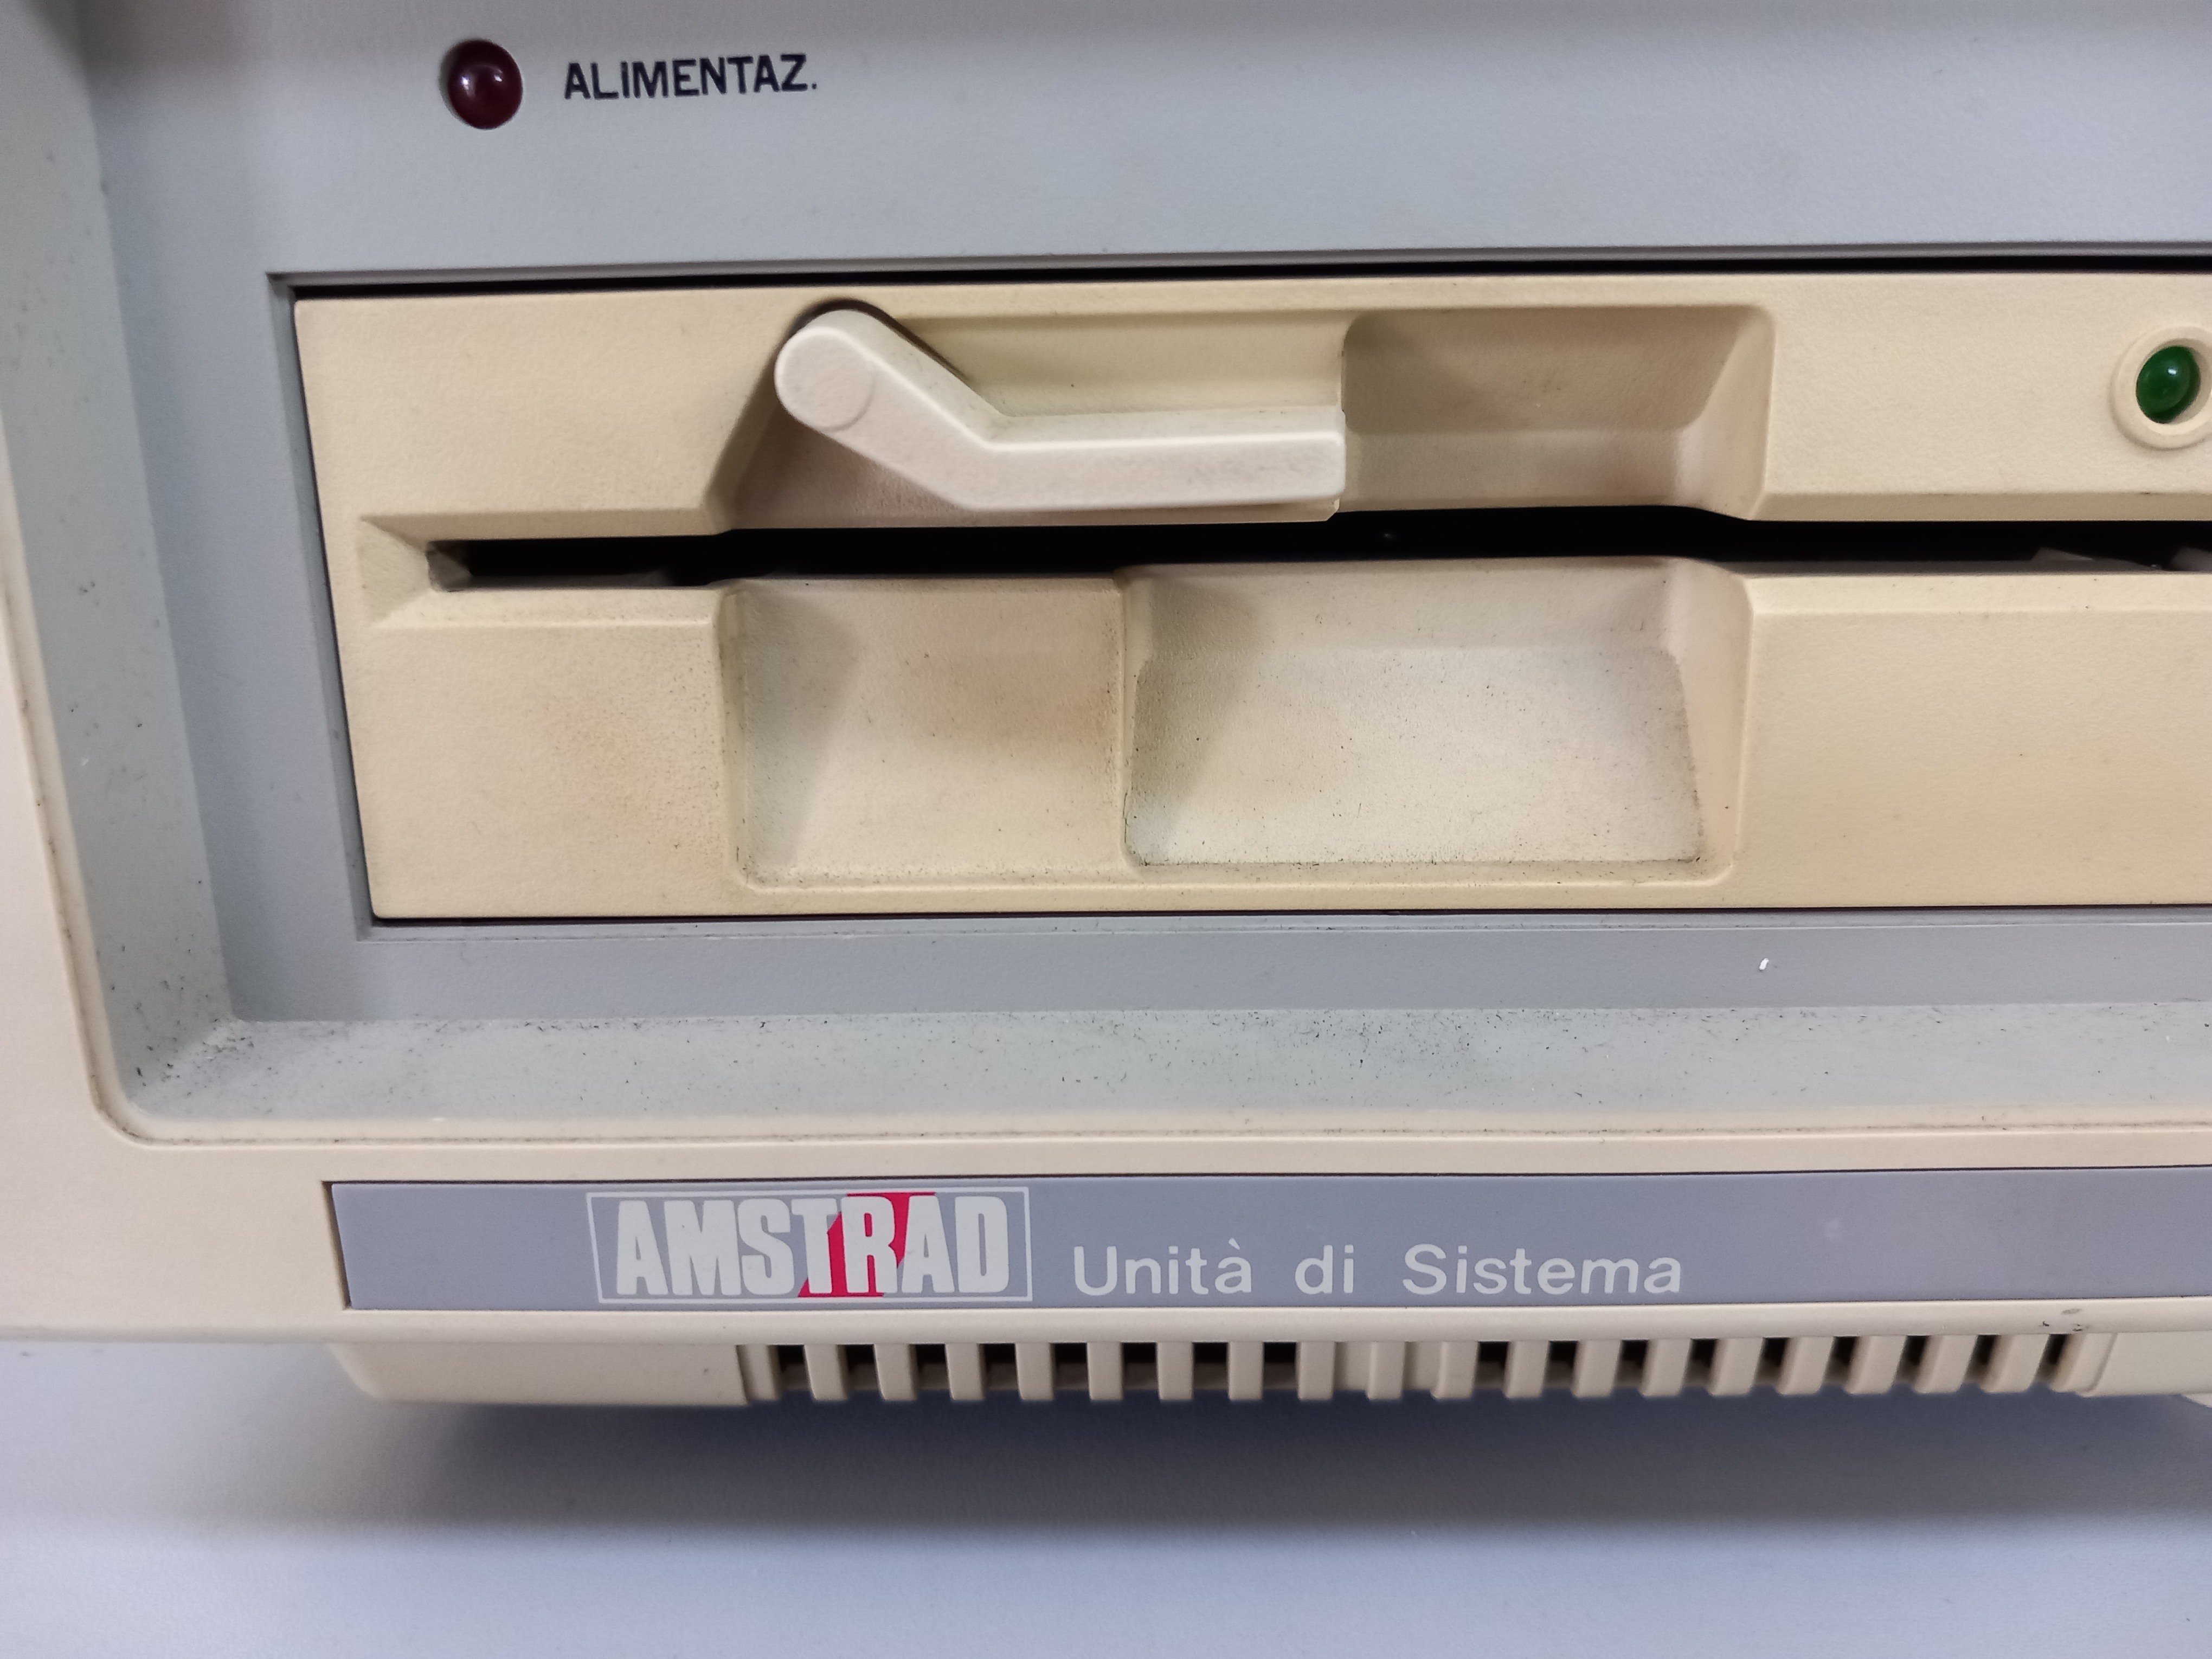 ALIMENTAZ.
AMSTRAD Unità di Sistema